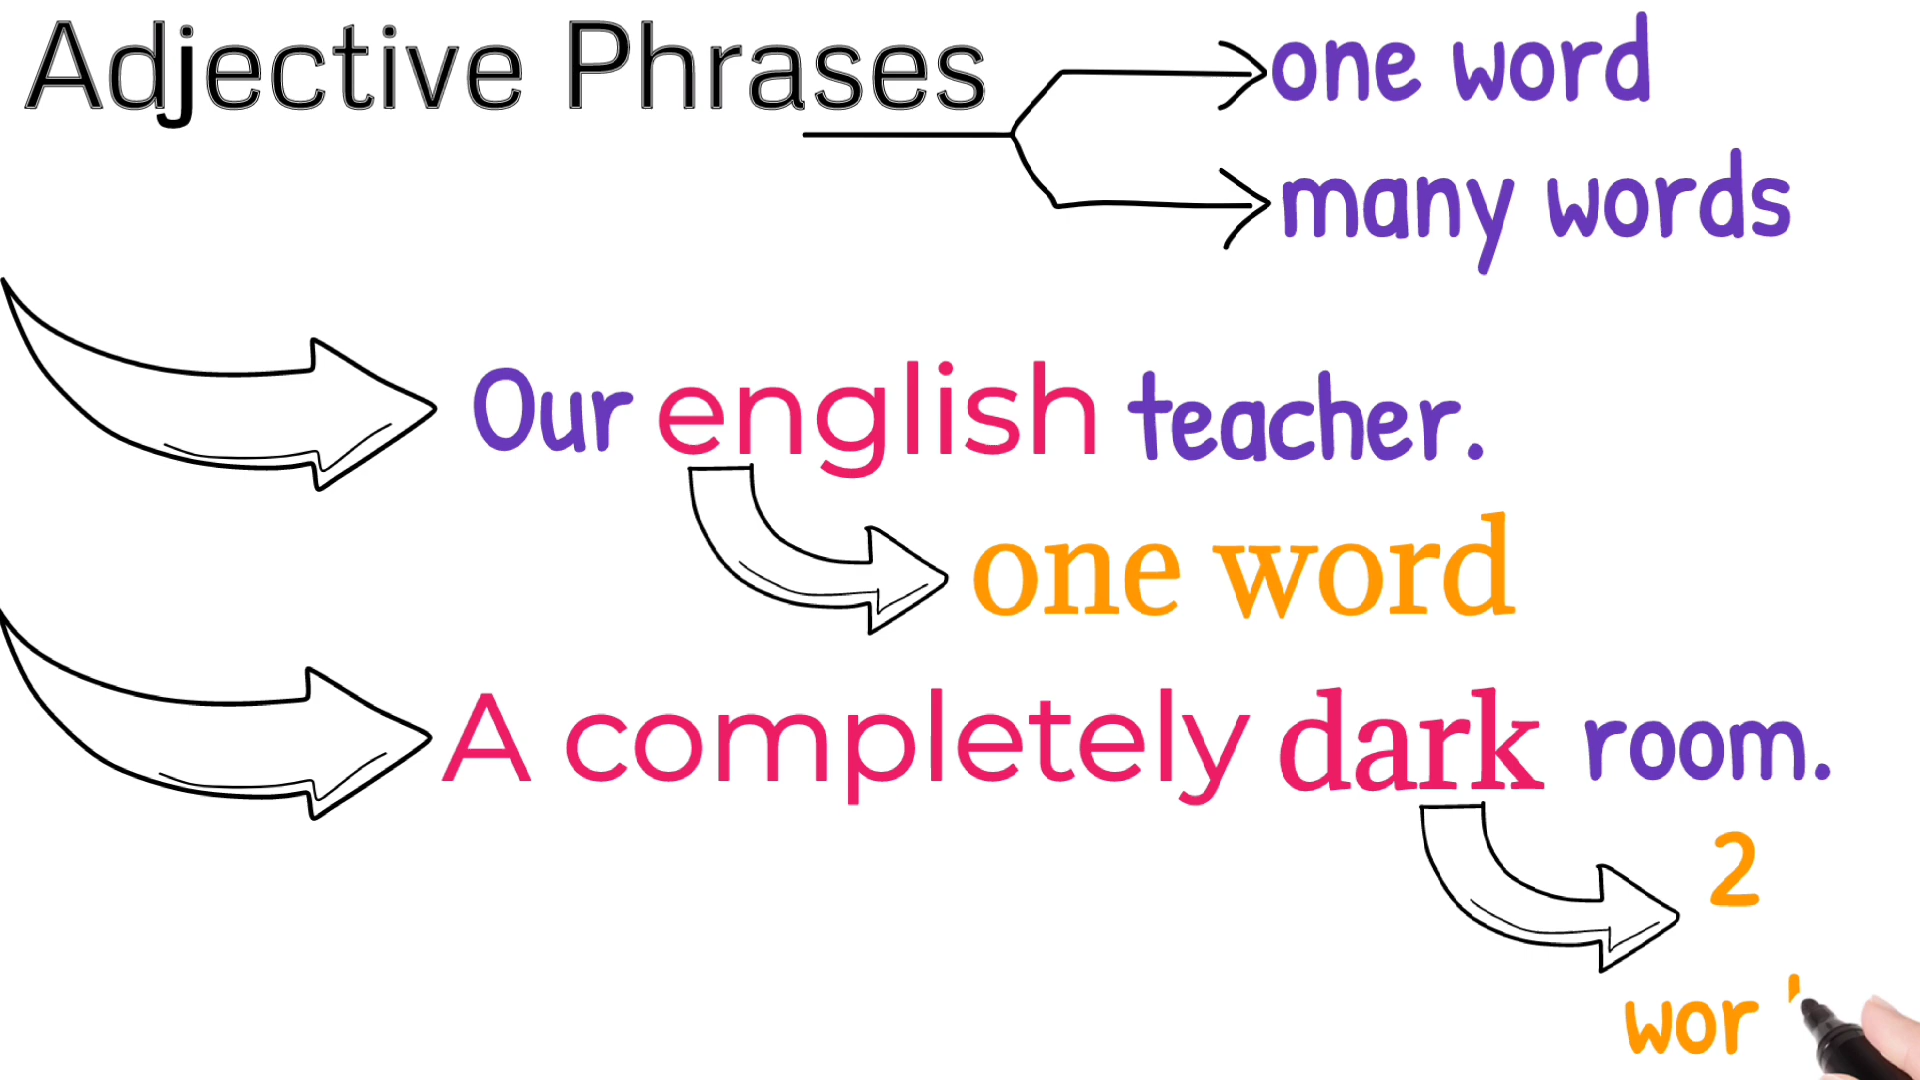 Adjective Phrases
one word
many words
Our english teacher.
one word
A completely dark room.
2
wor